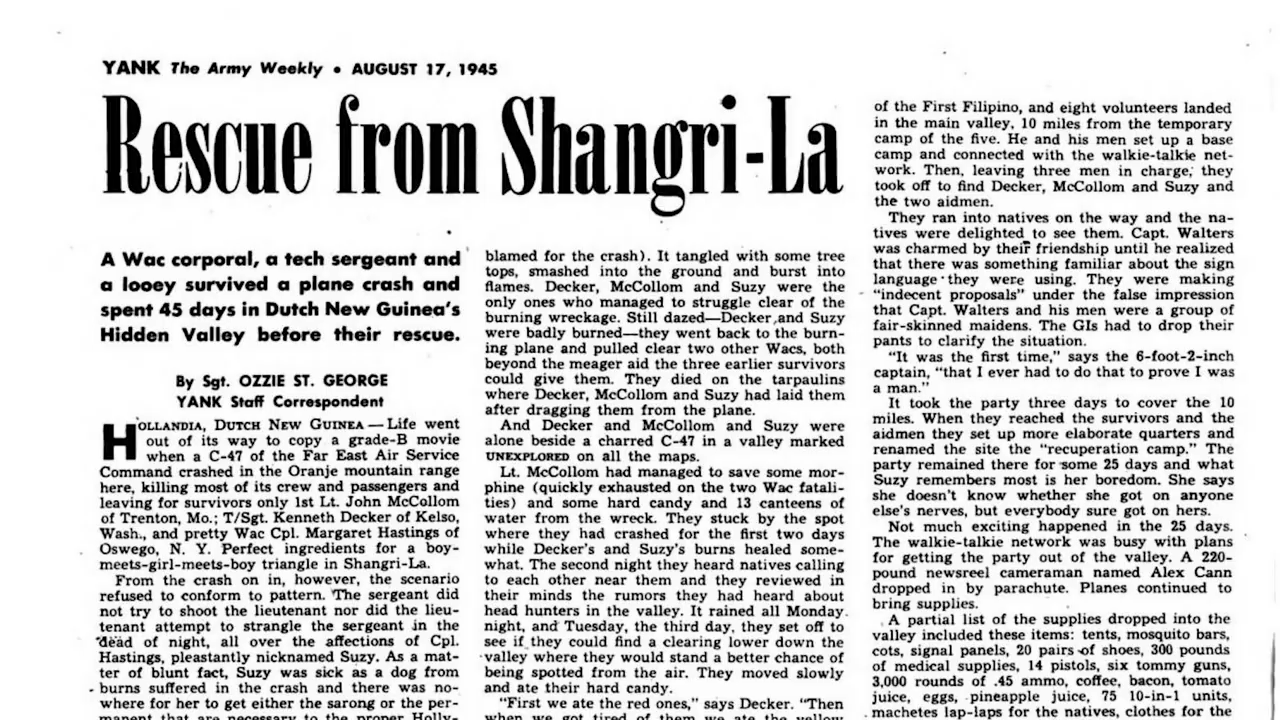 YANK The Army Weekly • AUGUST 17, 1945
Rescue from Shangri-La
A Wac corporal, a tech sergeant and
a looey survived a plane crash and
spent 45 days in Dutch New Guinea's
Hidden Valley before their rescue.
By Sgt. OZZIE ST. GEORGE
YANK Staff Correspondent
HOLLANDIA, DUTCH NEW GUINEA — Life went
out of its way to copy a grade-B movie
when a C-47 of the Far East Air Service
Command crashed in the Oranje mountain range
here, killing most of its crew and passengers and
leaving for survivors only 1st Lt. John McCollom
of Trenton, Mo.; T/Sgt. Kenneth Decker of Kelso,
Wash., and pretty Wac Cpl. Margaret Hastings of
Oswego, N. Y. Perfect ingredients for a boy-
meets-girl-meets-boy triangle in Shangri-La.
From the crash on in, however, the scenario
refused to conform to pattern. The sergeant did
not try to shoot the lieutenant nor did the lieu-
tenant attempt to strangle the sergeant in the
dead of night, all over the affections of Cpl.
Hastings, pleastantly nicknamed Suzy. As a mat-
ter of blunt fact, Suzy was sick as a dog from
burns suffered in the crash and there was no-
where for her to get either the sarong or the per-
manent that are necessary to the proper Holly-
blamed for the crash). It tangled with some tree
tops, smashed into the ground and burst into
flames. Decker, McCollom and Suzy were the
only ones who managed to struggle clear of the
burning wreckage. Still dazed—Decker and Suzy
were badly burned—they went back to the burn-
ing plane and pulled clear two other Wacs, both
beyond the meager aid the three earlier survivors
could give them. They died on the tarpaulins
where Decker, McCollom and Suzy had laid them
after dragging them from the plane.
And Decker and McCollom and Suzy were
alone beside a charred C-47 in a valley marked
UNEXPLORED on all the maps.
Lt. McCollom had managed to save some mor-
phine (quickly exhausted on the two Wac fatali-
ties) and some hard candy and 13 canteens of
water from the wreck. They stuck by the spot
where they had crashed for the first two days
while Decker's and Suzy's burns healed some-
what. The second night they heard natives calling
to each other near them and they reviewed in
their minds the rumors they had heard about
head hunters in the valley. It rained all Monday
night, and Tuesday, the third day, they set off to
see if they could find a clearing lower down the
valley where they would stand a better chance of
being spotted from the air. They moved slowly
and ate their hard candy.
"First we ate the red ones," says Decker. "Then
when we got tired of them we ate the yellow
of the First Filipino, and eight volunteers landed
in the main valley, 10 miles from the temporary
camp of the five. He and his men set up a base
camp and connected with the walkie-talkie net-
work. Then, leaving three men in charge, they
took off to find Decker, McCollom and Suzy and
the two aidmen.
They ran into natives on the way and the na-
tives were delighted to see them. Capt. Walters
was charmed by their friendship until he realized
that there was something familiar about the sign
language they were using. They were making
"indecent proposals" under the false impression
that Capt. Walters and his men were a group of
fair-skinned maidens. The GIs had to drop their
pants to clarify the situation.
"It was the first time," says the 6-foot-2-inch
captain, "that I ever had to do that to prove I was
a man."
It took the party three days to cover the 10
miles. When they reached the survivors and the
aidmen they set up more elaborate quarters and
renamed the site the "recuperation camp." The
party remained there for some 25 days and what
Suzy remembers most is her boredom. She says
she doesn't know whether she got on anyone
else's nerves, but everybody sure got on hers.
Not much exciting happened in the 25 days.
The walkie-talkie network was busy with plans
for getting the party out of the valley. A 220-
pound newsreel cameraman named Alex Cann
dropped in by parachute. Planes continued to
bring supplies.
A partial list of the supplies dropped into the
valley included these items: tents, mosquito bars,
cots, signal panels, 20 pairs of shoes, 300 pounds
of medical supplies, 14 pistols, six tommy guns,
3,000 rounds of .45 ammo, coffee, bacon, tomato
juice, eggs, pineapple juice, 75 10-in-1 units,
machetes lap-laps for the natives, clothes for the